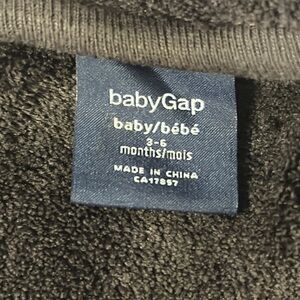 babyGap
baby/bébé
3-6
months/mois
MADE IN CHINA
CA17857